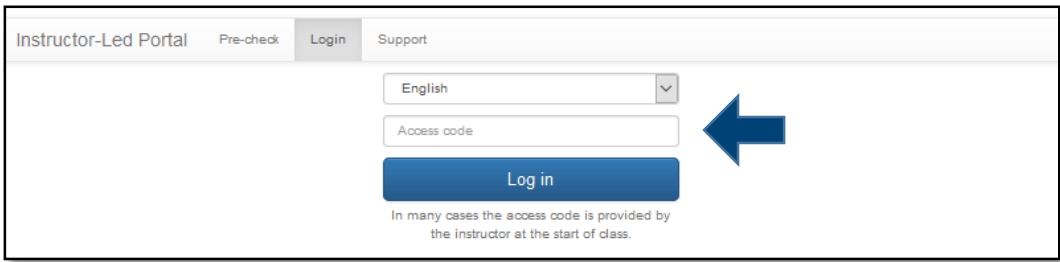 Instructor-Led Portal Pre-check Login Support
English
Access code
Log in
In many cases the access code is provided by
the instructor at the start of class.